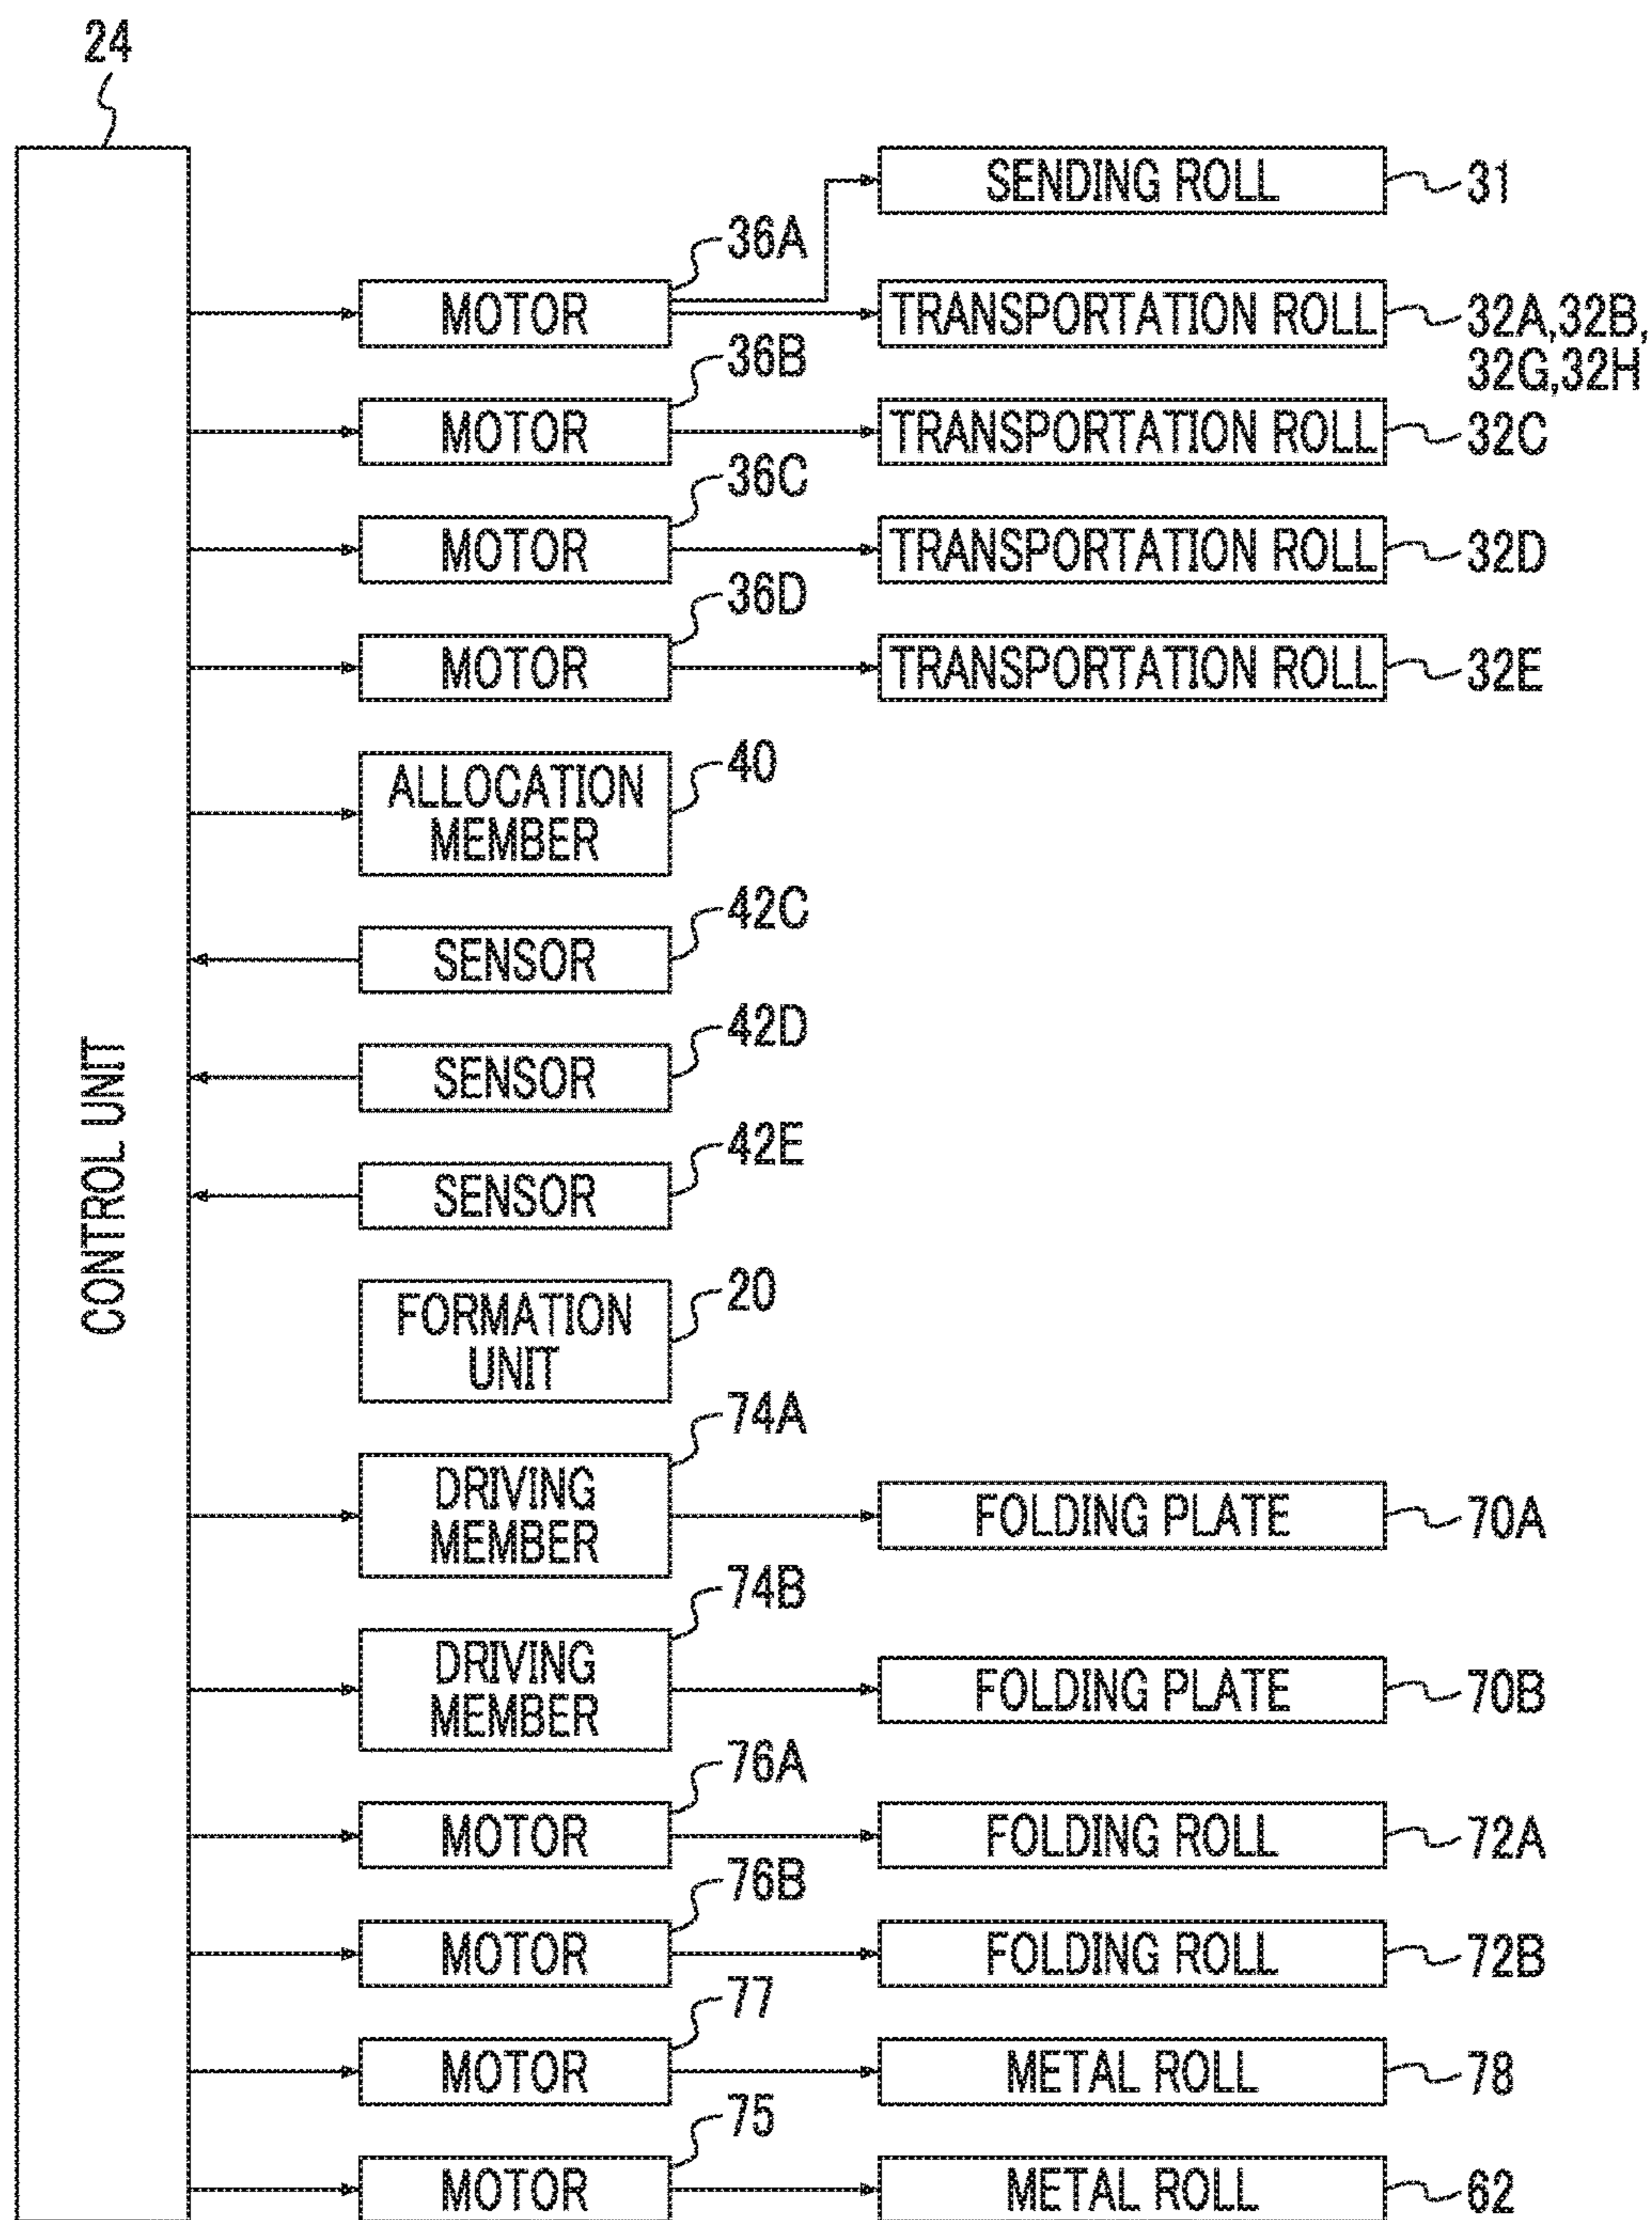 24
SENDING ROLL
31
36A
MOTOR
TRANSPORTATION ROLL
32A,32B,
32G,32H
36B
MOTOR
TRANSPORTATION ROLL
32C
36C
MOTOR
TRANSPORTATION ROLL
32D
36D
MOTOR
TRANSPORTATION ROLL
32E
40
ALLOCATION
MEMBER
42C
SENSOR
42D
SENSOR
42E
SENSOR
CONTROL UNIT
20
FORMATION
UNIT
74A
DRIVING
MEMBER
FOLDING PLATE
70A
74B
DRIVING
MEMBER
FOLDING PLATE
70B
76A
MOTOR
FOLDING ROLL
72A
76B
MOTOR
FOLDING ROLL
72B
77
MOTOR
METAL ROLL
78
75
MOTOR
METAL ROLL
62